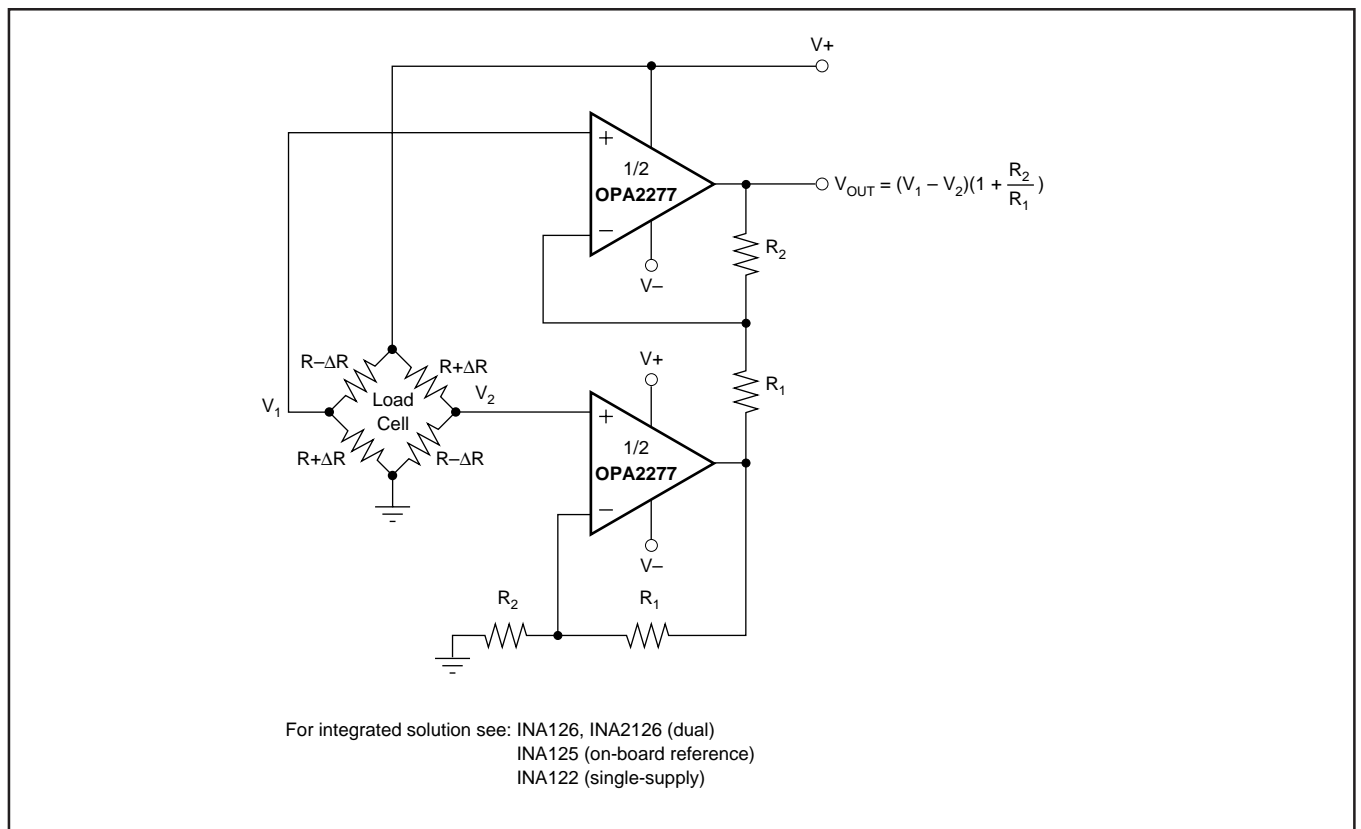 V+
+
1/2
OPA2277
−
V−
V_OUT = (V_1 – V_2)(1 + R_2/R_1)
R_2
R–ΔR
R+ΔR
V_1
Load
Cell
V_2
R+ΔR
R–ΔR
V+
R_1
+
1/2
OPA2277
−
V−
R_2
R_1
For integrated solution see: INA126, INA2126 (dual)
INA125 (on-board reference)
INA122 (single-supply)